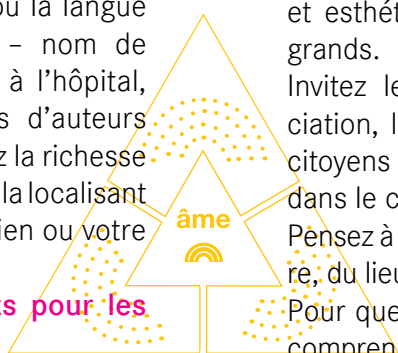 ou la langue
– nom de
à l'hôpital,
s d'auteurs
z la richesse
la localisant
ien ou votre
ts pour les
âme
et esthét
grands.
Invitez le
ciation, l
citoyens
dans le c
Pensez à
re, du lieu
Pour que
compren